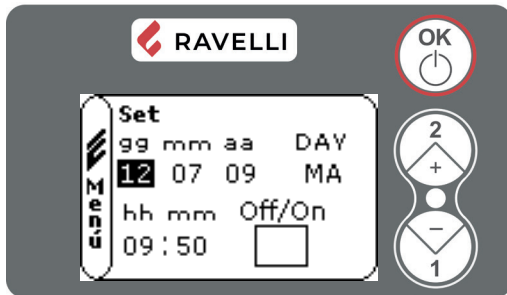 RAVELLI
OK
Set
gg mm aa DAY
12 07 09 MA
hh mm Off/On
09:50
Menú
2
+
-
1